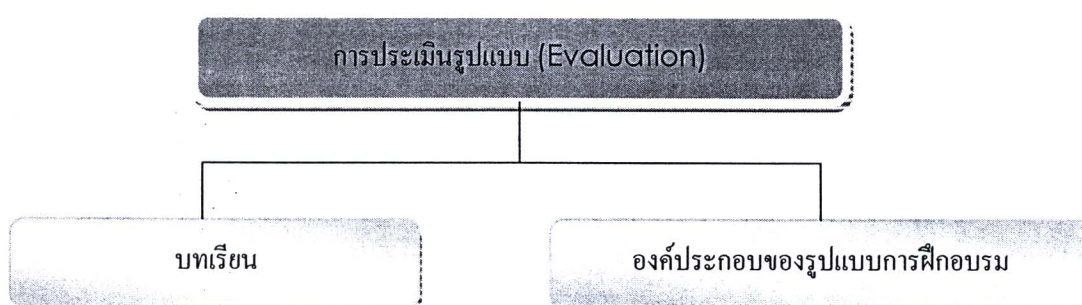 การประเมินรูปแบบ (Evaluation)
บทเรียน
องค์ประกอบของรูปแบบการฝึกอบรม